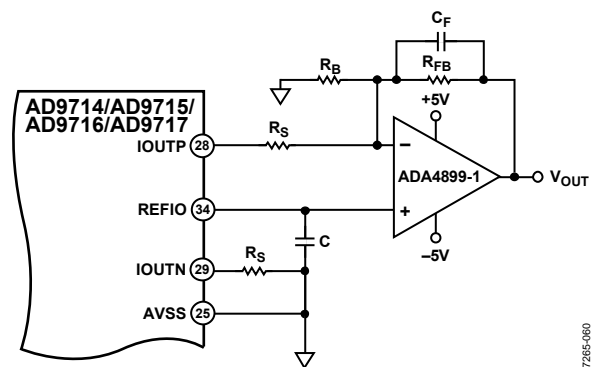 C_F
R_B
R_FB
AD9714/AD9715/
AD9716/AD9717
+5V
IOUTP 28
R_S
–
ADA4899-1
V_OUT
REFIO 34
+
C
–5V
IOUTN 29
R_S
AVSS 25
7265-060